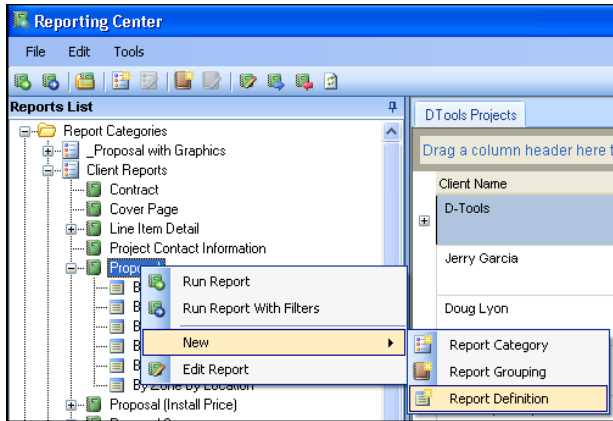 Reporting Center
File Edit Tools
Reports List
DTools Projects
Report Categories
Drag a column header here
_Proposal with Graphics
Client Reports
Client Name
Contract
D-Tools
Cover Page
Line Item Detail
Project Contact Information
Jerry Garcia
Run Report
Run Report With Filters
Doug Lyon
New
Report Category
Edit Report
Report Grouping
By Zone By Location
Report Definition
Proposal (Install Price)